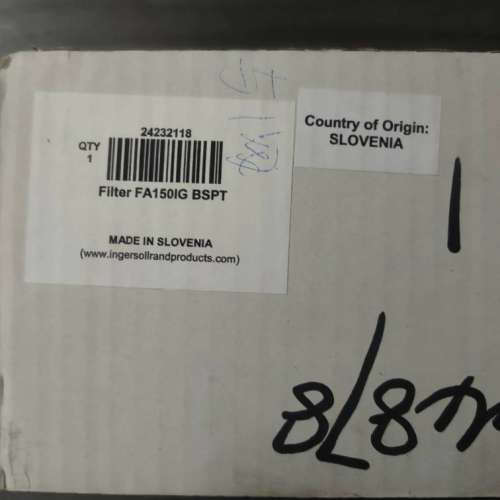 24232118
QTY
1
Filter FA150IG BSPT
MADE IN SLOVENIA
(www.ingersollrandproducts.com)
Country of Origin:
SLOVENIA